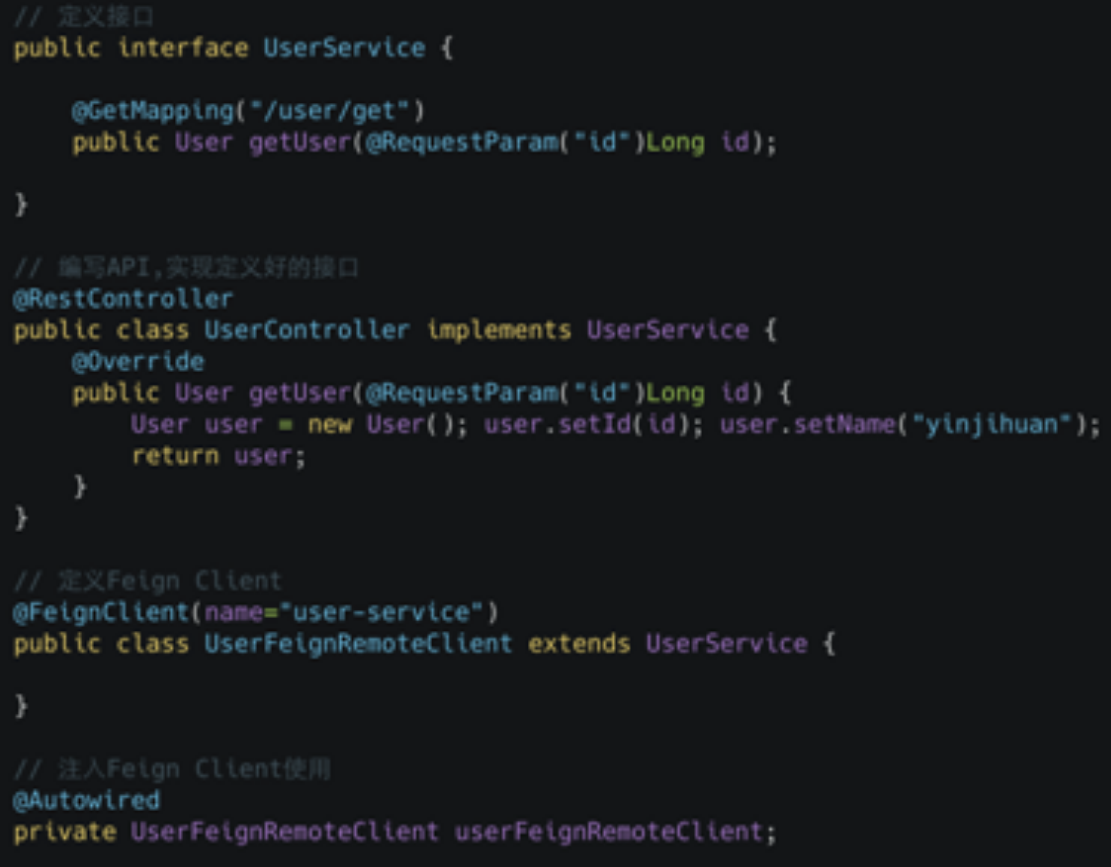 // 定义接口
public interface UserService {
@GetMapping("/user/get")
public User getUser(@RequestParam("id")Long id);
}
// 编写API,实现定义好的接口
@RestController
public class UserController implements UserService {
@Override
public User getUser(@RequestParam("id")Long id) {
User user = new User(); user.setId(id); user.setName("yinjihuan");
return user;
}
}
// 定义Feign Client
@FeignClient(name="user-service")
public class UserFeignRemoteClient extends UserService {
}
// 注入Feign Client使用
@Autowired
private UserFeignRemoteClient userFeignRemoteClient;